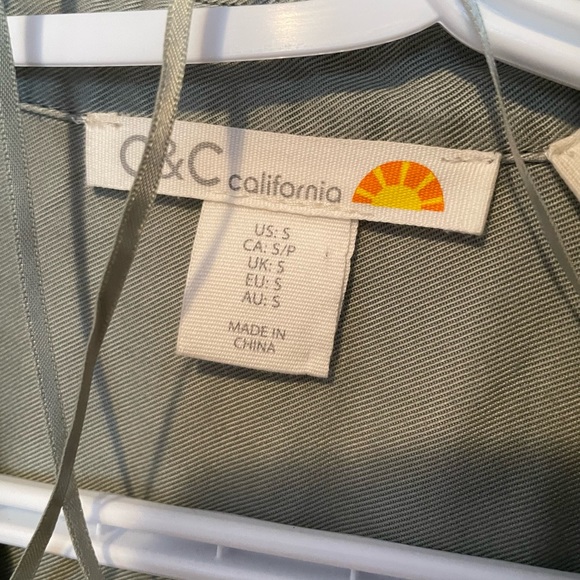 C&C california
US: S
CA: S/P
UK: S
EU: S
AU: S
MADE IN
CHINA